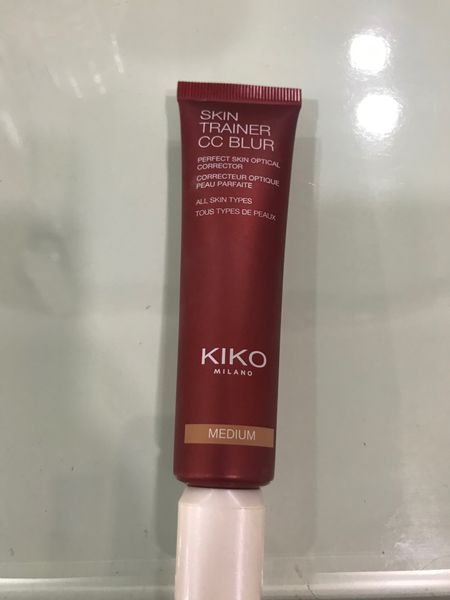 SKIN
TRAINER
CC BLUR
PERFECT SKIN OPTICAL
CORRECTOR
CORRECTEUR OPTIQUE
PEAU PARFAITE
ALL SKIN TYPES
TOUS TYPES DE PEAUX
KIKO
MILANO
MEDIUM